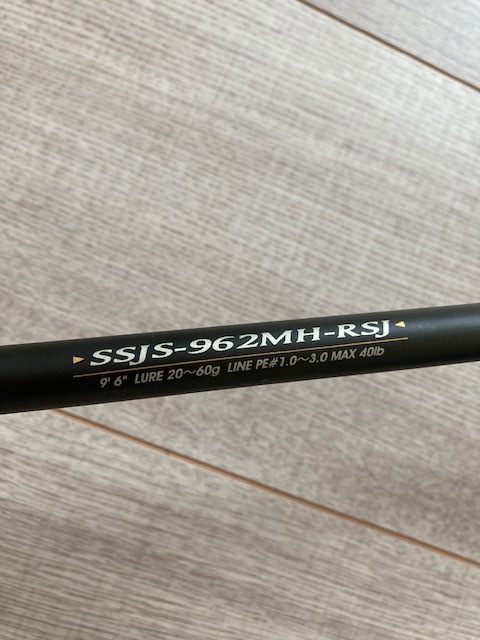 SSJS-962MH-RSJ
9' 6" LURE 20～60g LINE PE#1.0～3.0 MAX 40lb